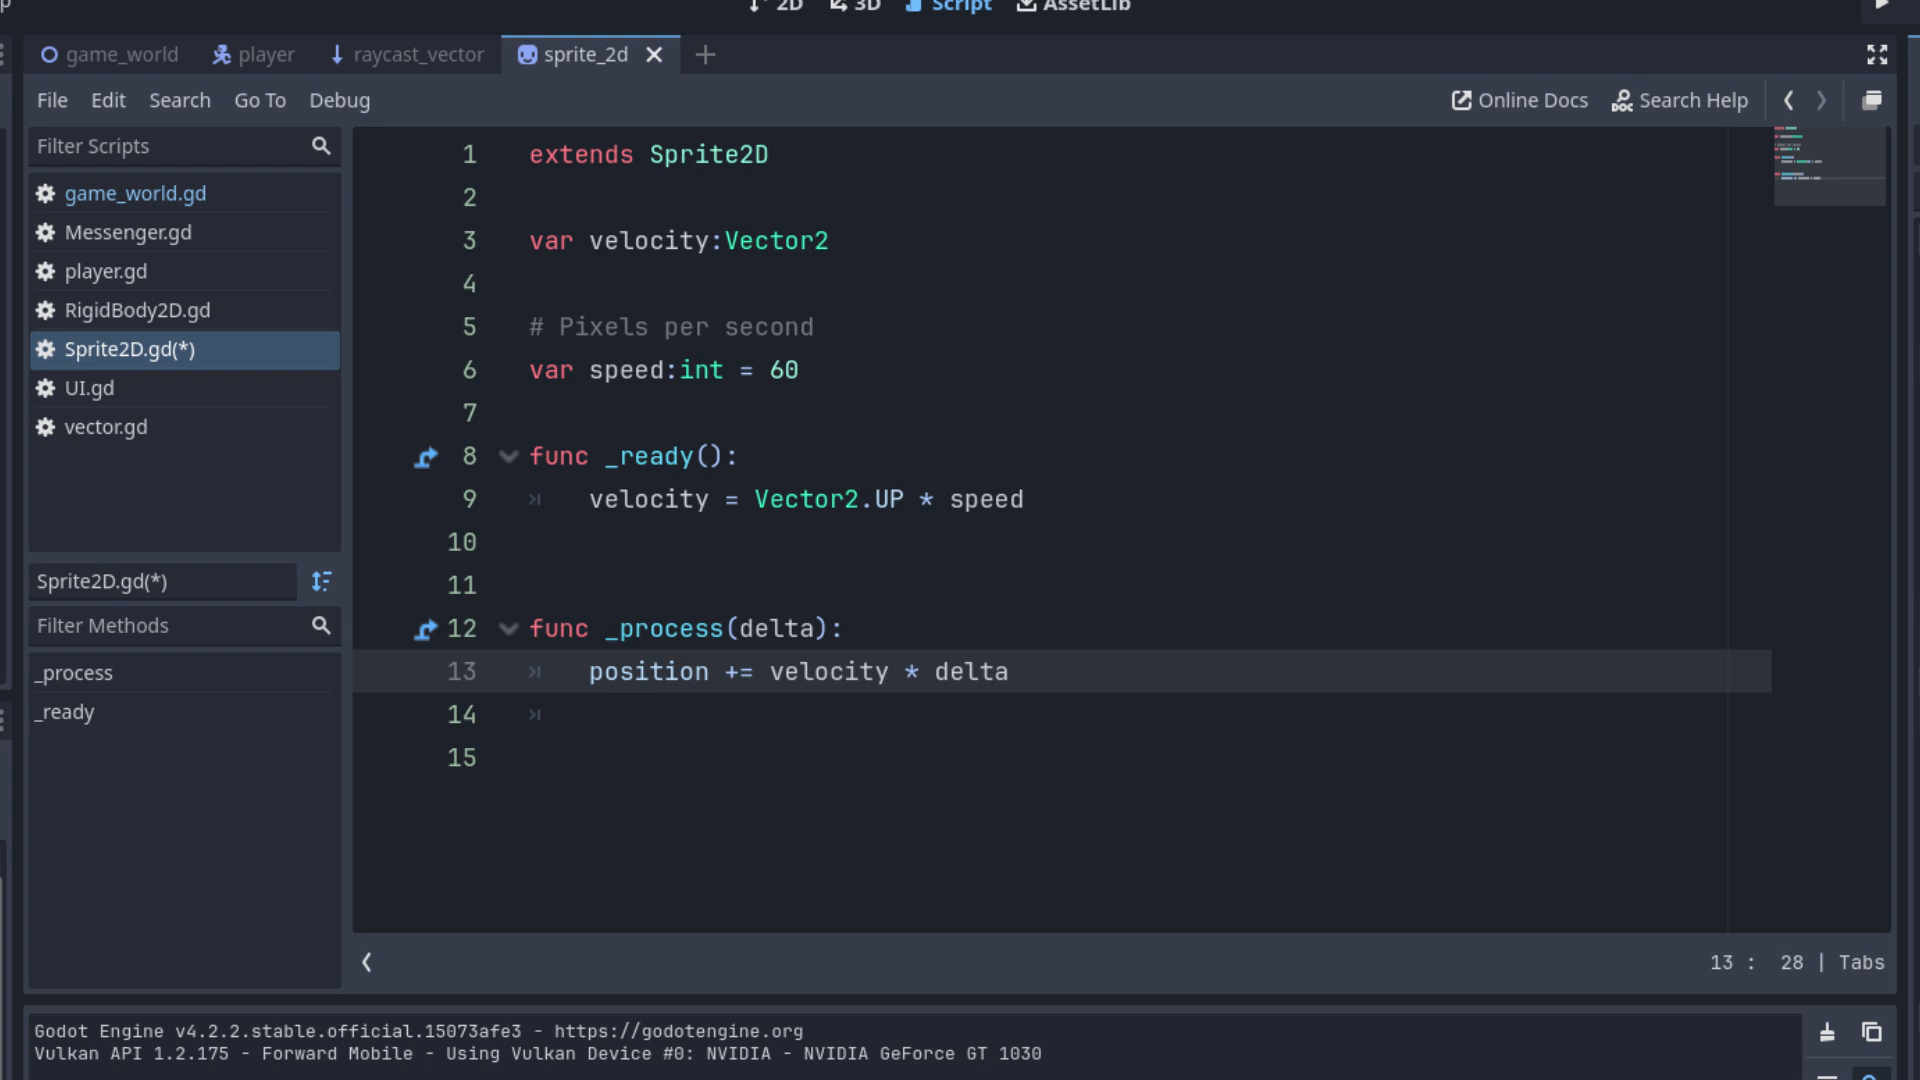 2D 3D Script AssetLib
game_world player raycast_vector sprite_2d
File Edit Search Go To Debug Online Docs Search Help
Filter Scripts
game_world.gd
Messenger.gd
player.gd
RigidBody2D.gd
Sprite2D.gd(*)
UI.gd
vector.gd
Sprite2D.gd(*)
Filter Methods
_process
_ready
1 extends Sprite2D
2
3 var velocity:Vector2
4
5 # Pixels per second
6 var speed:int = 60
7
8 func _ready():
9 velocity = Vector2.UP * speed
10
11
12 func _process(delta):
13 position += velocity * delta
14
15
13 : 28 | Tabs
Godot Engine v4.2.2.stable.official.15073afe3 - https://godotengine.org
Vulkan API 1.2.175 - Forward Mobile - Using Vulkan Device #0: NVIDIA - NVIDIA GeForce GT 1030